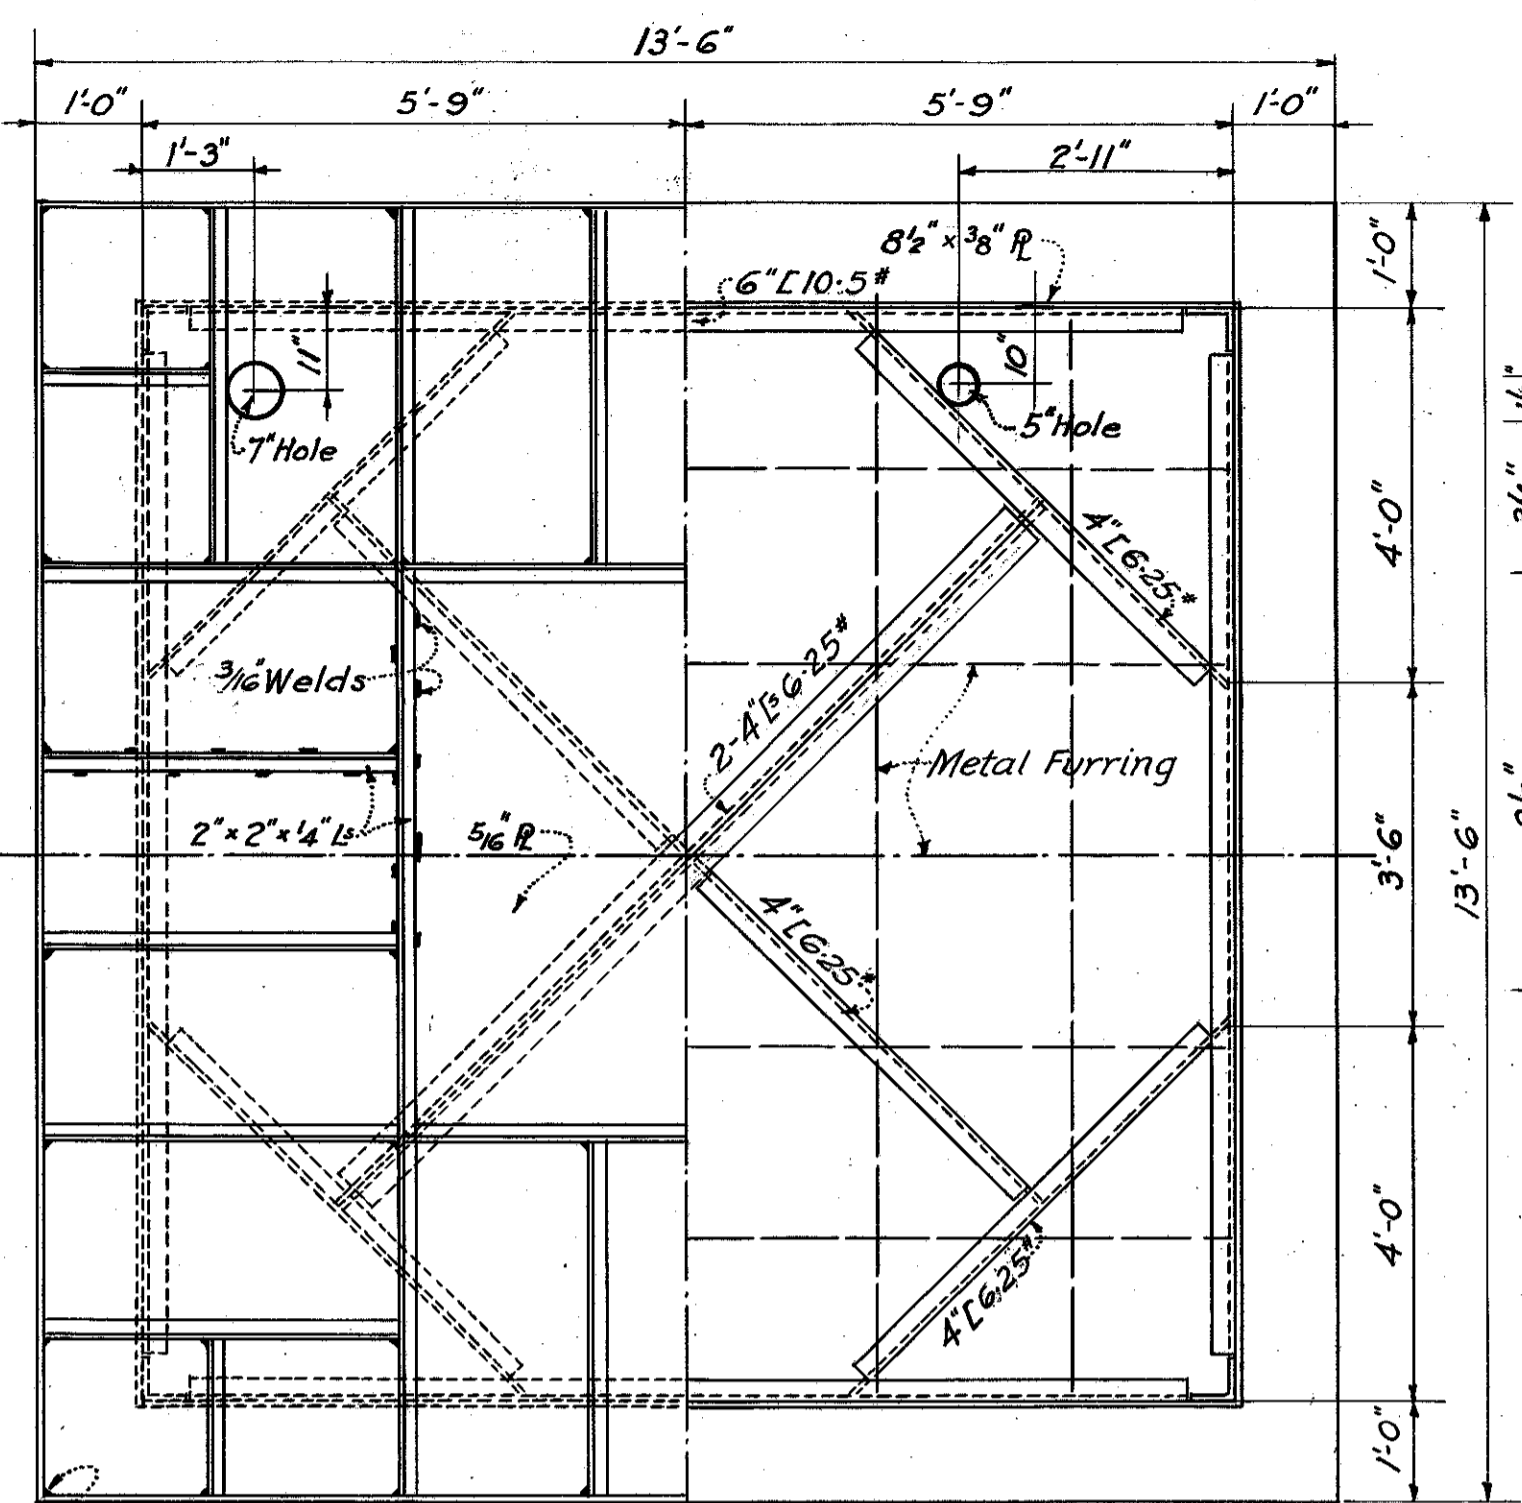 13'-6"
1'-0" 5'-9" 5'-9" 1'-0"
1'-3" 2'-11"
8½" × ⅜" ℞
1'-0"
6" [ 10.5 #
11"
10"
7" Hole
5" Hole
4'-0"
4" [ 6.25 #
3/16" Welds
2-4" [s 6.25 #
Metal Furring
2" × 2" × ¼" Ls
5/16" ℞
3'-6"
13'-6"
4" [ 6.25 #
4'-0"
4" [ 6.25 #
1'-0"